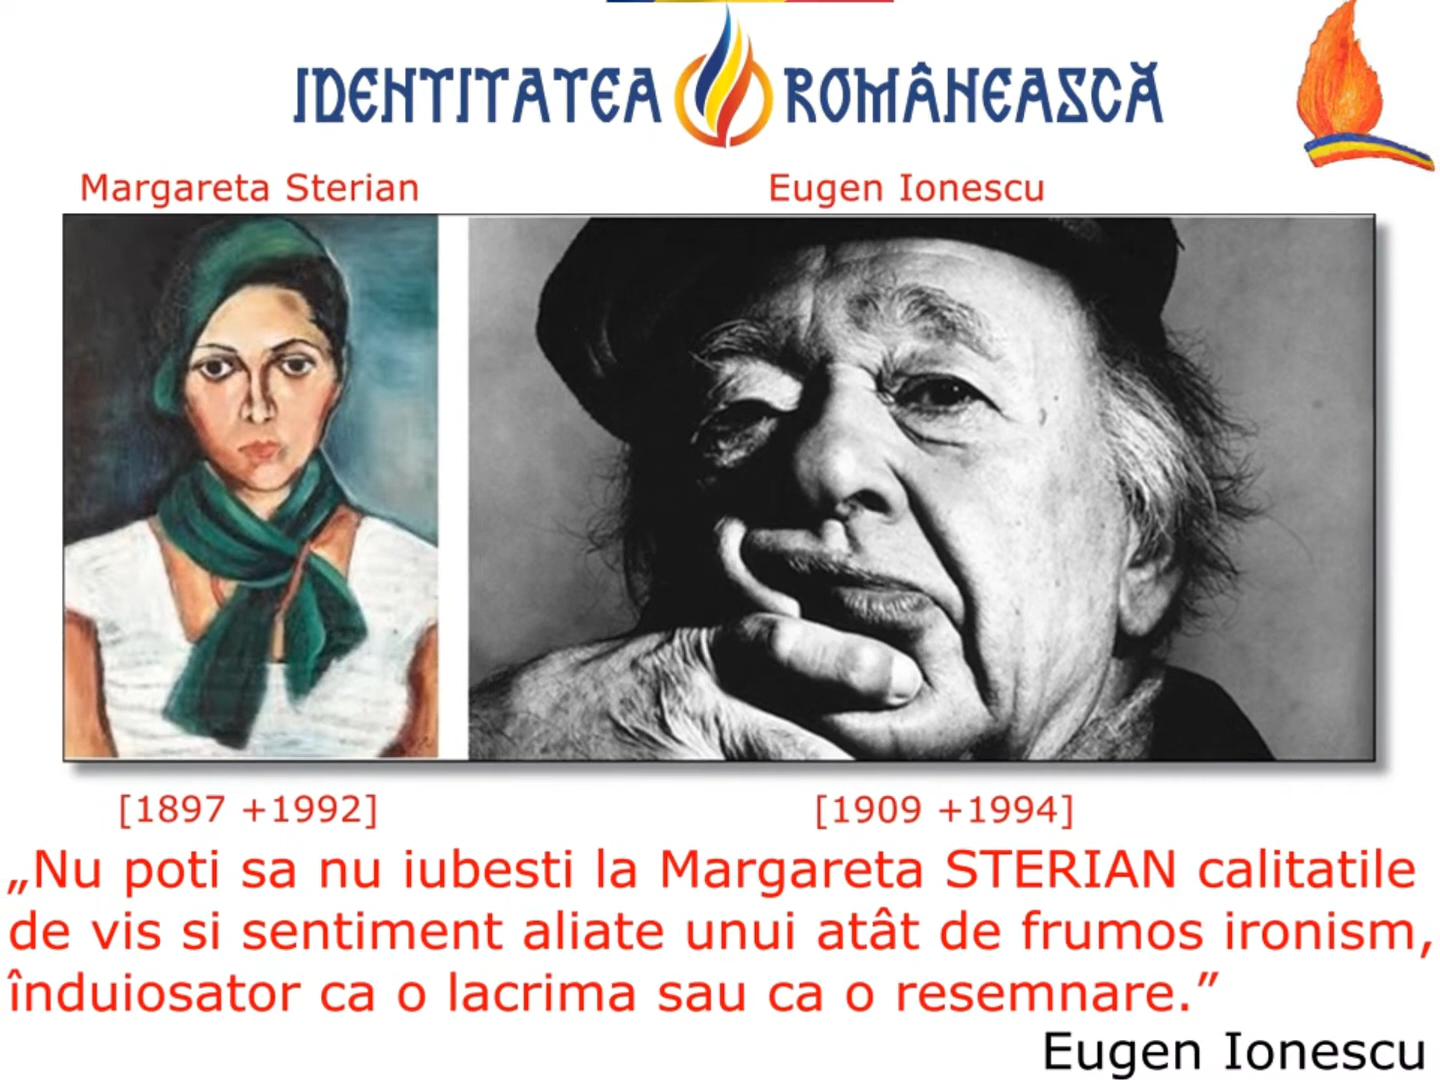 IDENTITATEA ROMÂNEASCĂ
Margareta Sterian
Eugen Ionescu
[1897 +1992]
[1909 +1994]
„Nu poti sa nu iubesti la Margareta STERIAN calitatile
de vis si sentiment aliate unui atât de frumos ironism,
înduiosator ca o lacrima sau ca o resemnare.”
Eugen Ionescu